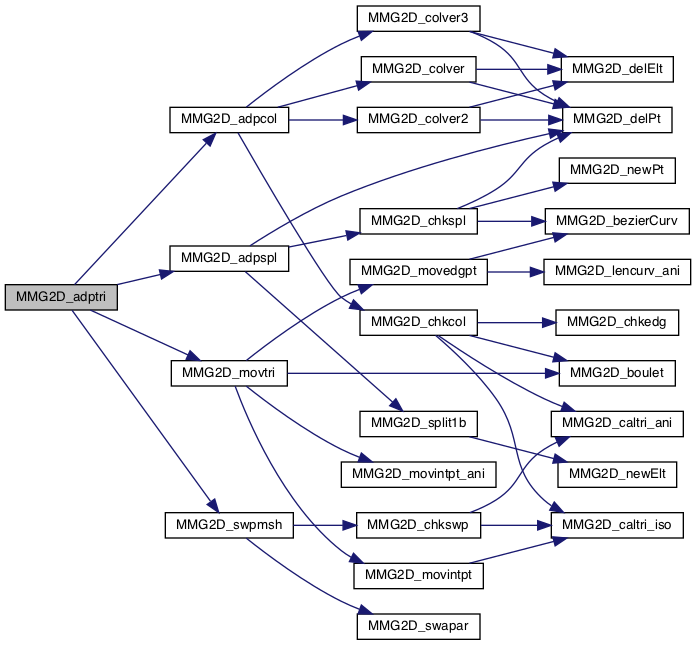 MMG2D_colver3
MMG2D_colver
MMG2D_delElt
MMG2D_adpcol
MMG2D_colver2
MMG2D_delPt
MMG2D_newPt
MMG2D_chkspl
MMG2D_bezierCurv
MMG2D_adpspl
MMG2D_movedgpt
MMG2D_lencurv_ani
MMG2D_adptri
MMG2D_chkcol
MMG2D_chkedg
MMG2D_movtri
MMG2D_boulet
MMG2D_split1b
MMG2D_caltri_ani
MMG2D_movintpt_ani
MMG2D_newElt
MMG2D_swpmsh
MMG2D_chkswp
MMG2D_caltri_iso
MMG2D_movintpt
MMG2D_swapar